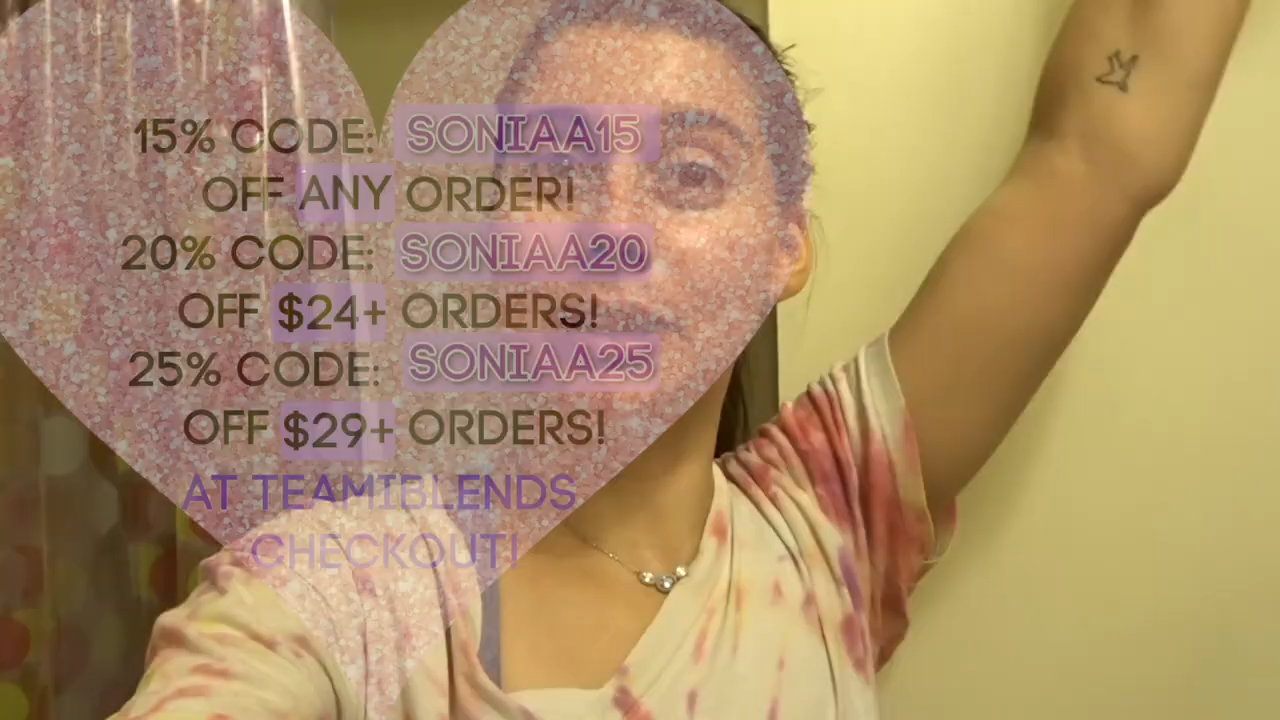 15% CODE: SONIAA15
OFF ANY ORDER!
20% CODE: SONIAA20
OFF $24+ ORDERS!
25% CODE: SONIAA25
OFF $29+ ORDERS!
AT TEAMIBLENDS
CHECKOUT!